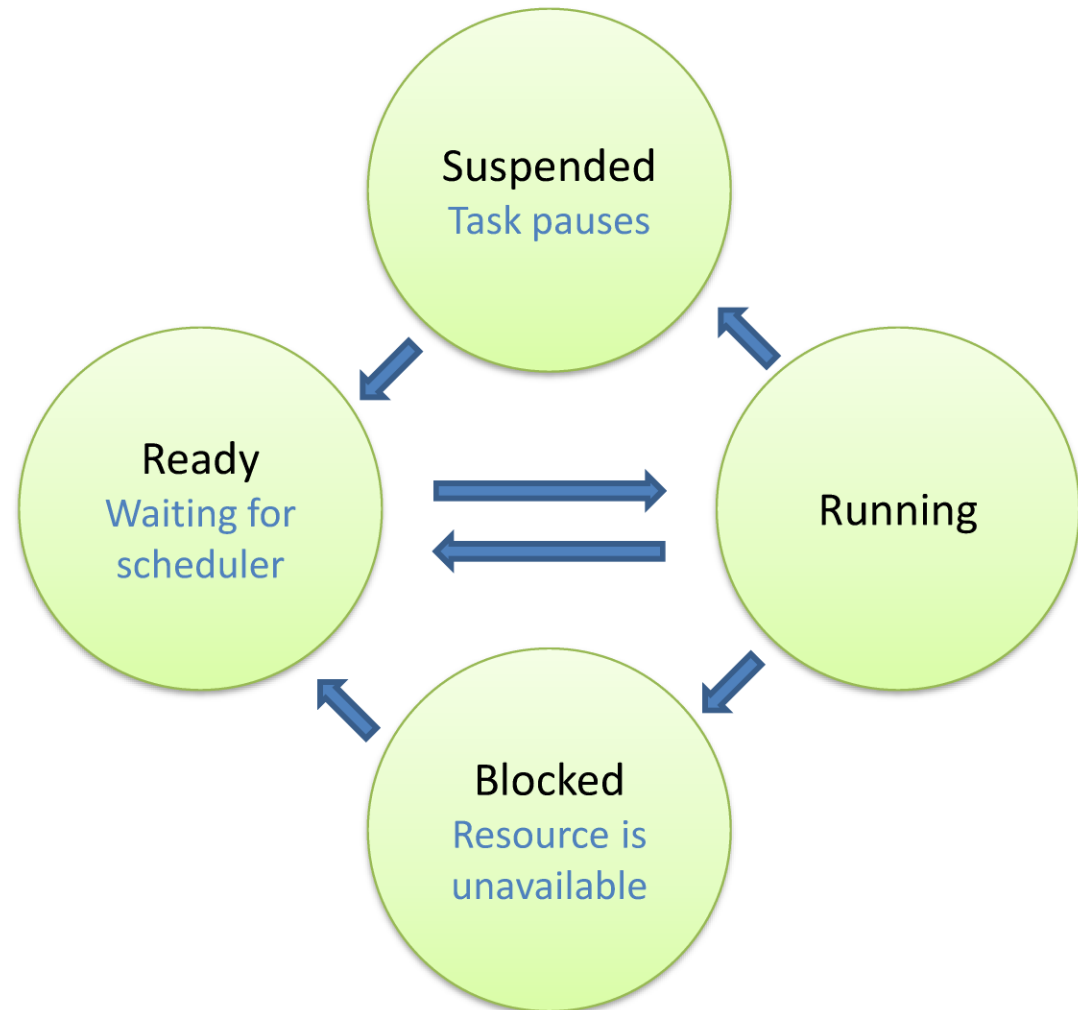 Suspended
Task pauses
Ready
Waiting for
scheduler
Running
Blocked
Resource is
unavailable